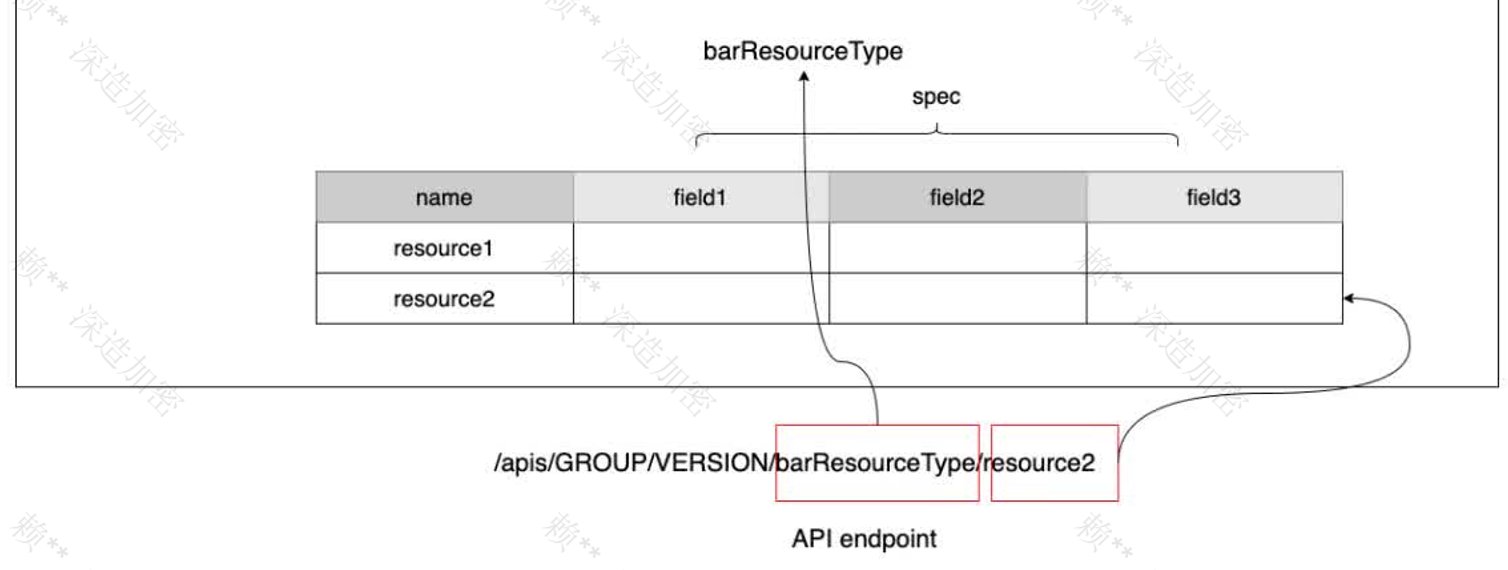 barResourceType
spec
name field1 field2 field3
resource1
resource2
/apis/GROUP/VERSION/barResourceType/resource2
API endpoint
赖** 深造加密
赖** 深造加密
赖** 深造加密
赖** 深造加密
赖** 深造加密
赖** 深造加密
赖**
赖**
赖**